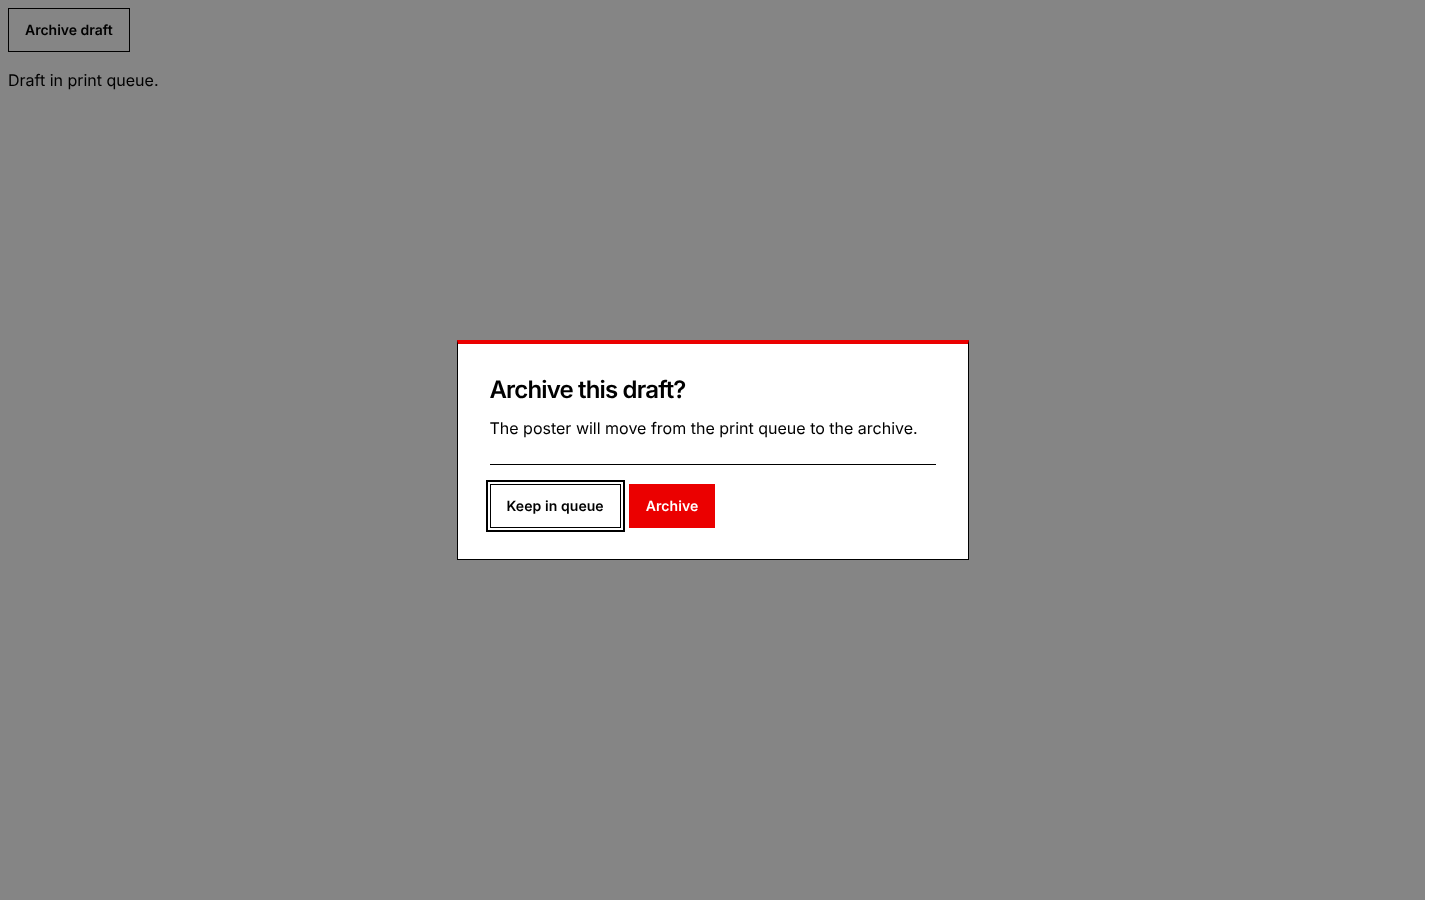 Archive draft
Draft in print queue.
Archive this draft?
The poster will move from the print queue to the archive.
Keep in queue
Archive